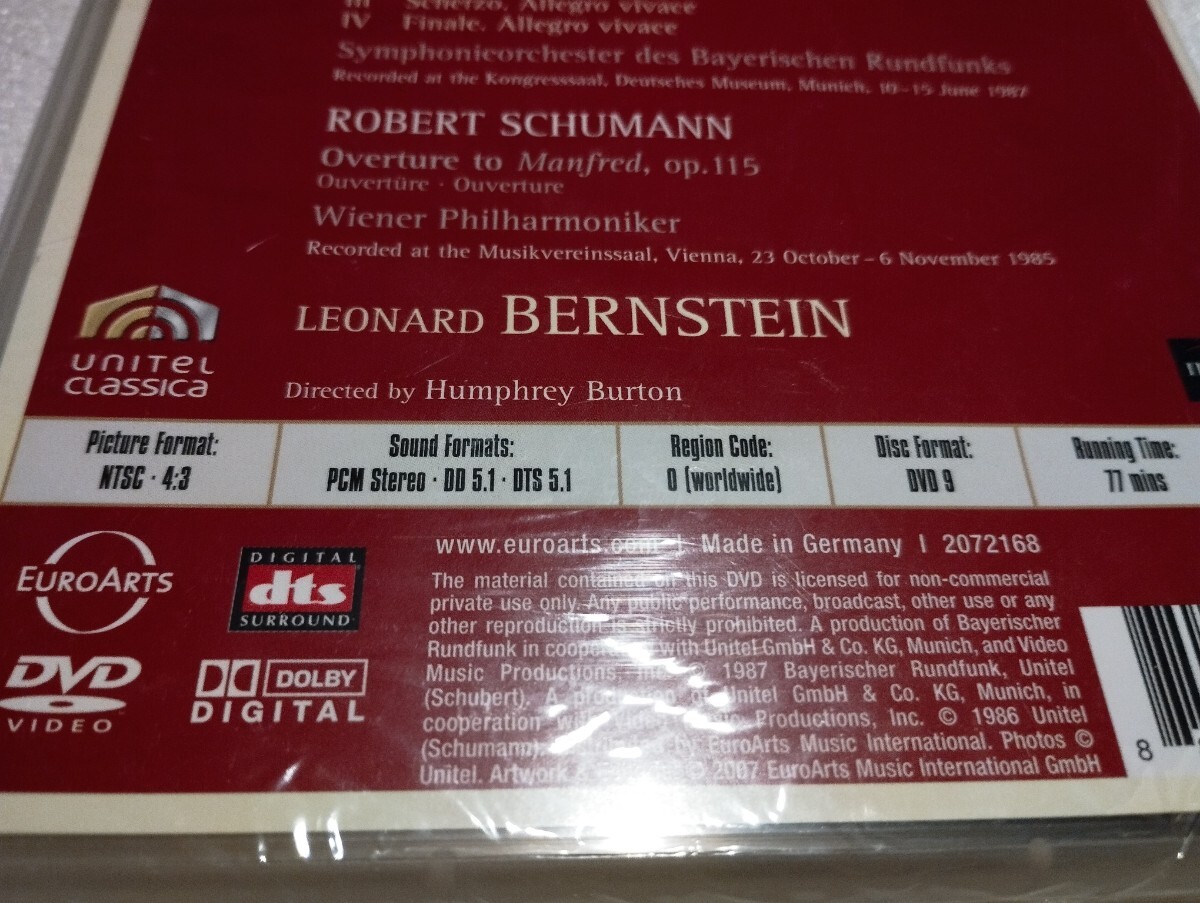 III Scherzo. Allegro vivace
IV Finale. Allegro vivace
Symphonieorchester des Bayerischen Rundfunks
Recorded at the Kongresssaal, Deutsches Museum, Munich, 10–15 June 1987
ROBERT SCHUMANN
Overture to Manfred, op.115
Ouvertüre · Ouverture
Wiener Philharmoniker
Recorded at the Musikvereinssaal, Vienna, 23 October – 6 November 1985
LEONARD BERNSTEIN
UNITEL
CLASSICA
Directed by Humphrey Burton
Picture Format:
NTSC · 4:3
Sound Formats:
PCM Stereo · DD 5.1 · DTS 5.1
Region Code:
0 (worldwide)
Disc Format:
DVD 9
Running Time:
77 mins
EUROARTS
DIGITAL
dts
SURROUND
DVD
VIDEO
DOLBY
DIGITAL
www.euroarts.com | Made in Germany | 2072168
The material contained on this DVD is licensed for non-commercial
private use only. Any public performance, broadcast, other use or any
other reproduction is strictly prohibited. A production of Bayerischer
Rundfunk in cooperation with Unitel GmbH & Co. KG, Munich, and Video
Music Productions, Inc. © 1987 Bayerischer Rundfunk, Unitel
(Schubert). A production of Unitel GmbH & Co. KG, Munich, in
cooperation with Video Music Productions, Inc. © 1986 Unitel
(Schumann). Distributed by EuroArts Music International. Photos ©
Unitel. Artwork & © 2007 EuroArts Music International GmbH
8